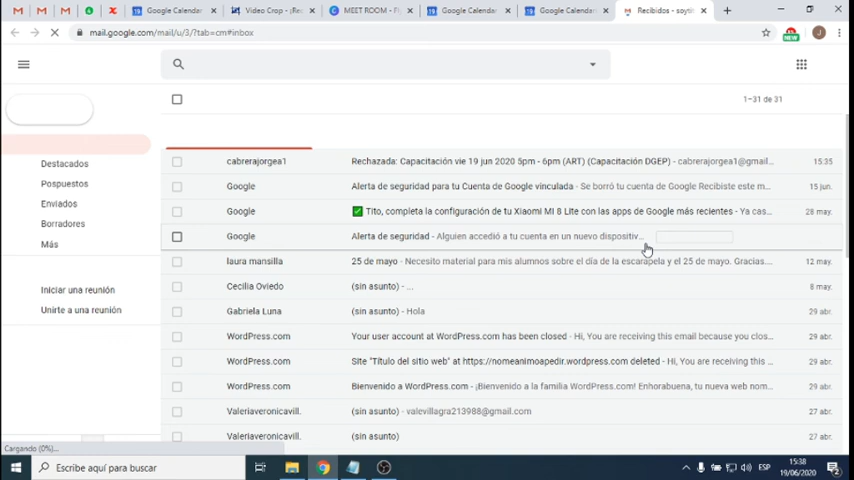 Google Calendar
Video Crop - ¡Re
MEET ROOM - Fl
Google Calendar
Google Calendar
Recibidos - soytit
mail.google.com/mail/u/3/?tab=cm#inbox
NEW
J
1–31 de 31
cabrerajorgea1 Rechazada: Capacitación vie 19 jun 2020 5pm - 6pm (ART) (Capacitación DGEP) - cabrerajorgea1@gmail... 15:35
Destacados
Google Alerta de seguridad para tu Cuenta de Google vinculada - Se borró tu cuenta de Google Recibiste este m... 15 jun.
Pospuestos
Enviados
Google ✅ Tito, completa la configuración de tu Xiaomi MI 8 Lite con las apps de Google más recientes - Ya cas... 28 may.
Borradores
Google Alerta de seguridad - Alguien accedió a tu cuenta en un nuevo dispositiv...
Más
laura mansilla 25 de mayo - Necesito material para mis alumnos sobre el día de la escarapela y el 25 de mayo. Gracias.... 12 may.
Iniciar una reunión
Cecilia Oviedo (sin asunto) - ... 8 may.
Unirte a una reunión
Gabriela Luna (sin asunto) - Hola 29 abr.
WordPress.com Your user account at WordPress.com has been closed - Hi, You are receiving this email because you clos... 29 abr.
WordPress.com Site "Título del sitio web" at https://nomeanimoapedir.wordpress.com deleted - Hi, You are receiving this ... 29 abr.
WordPress.com Bienvenido a WordPress.com - ¡Bienvenido a la familia WordPress.com! Enhorabuena, tu nueva web nom... 29 abr.
Valeriaveronicavill. (sin asunto) - valevillagra213988@gmail.com 27 abr.
Valeriaveronicavill. (sin asunto) 27 abr.
Cargando (0%)...
Escribe aquí para buscar
ESP
15:38
19/06/2020
2